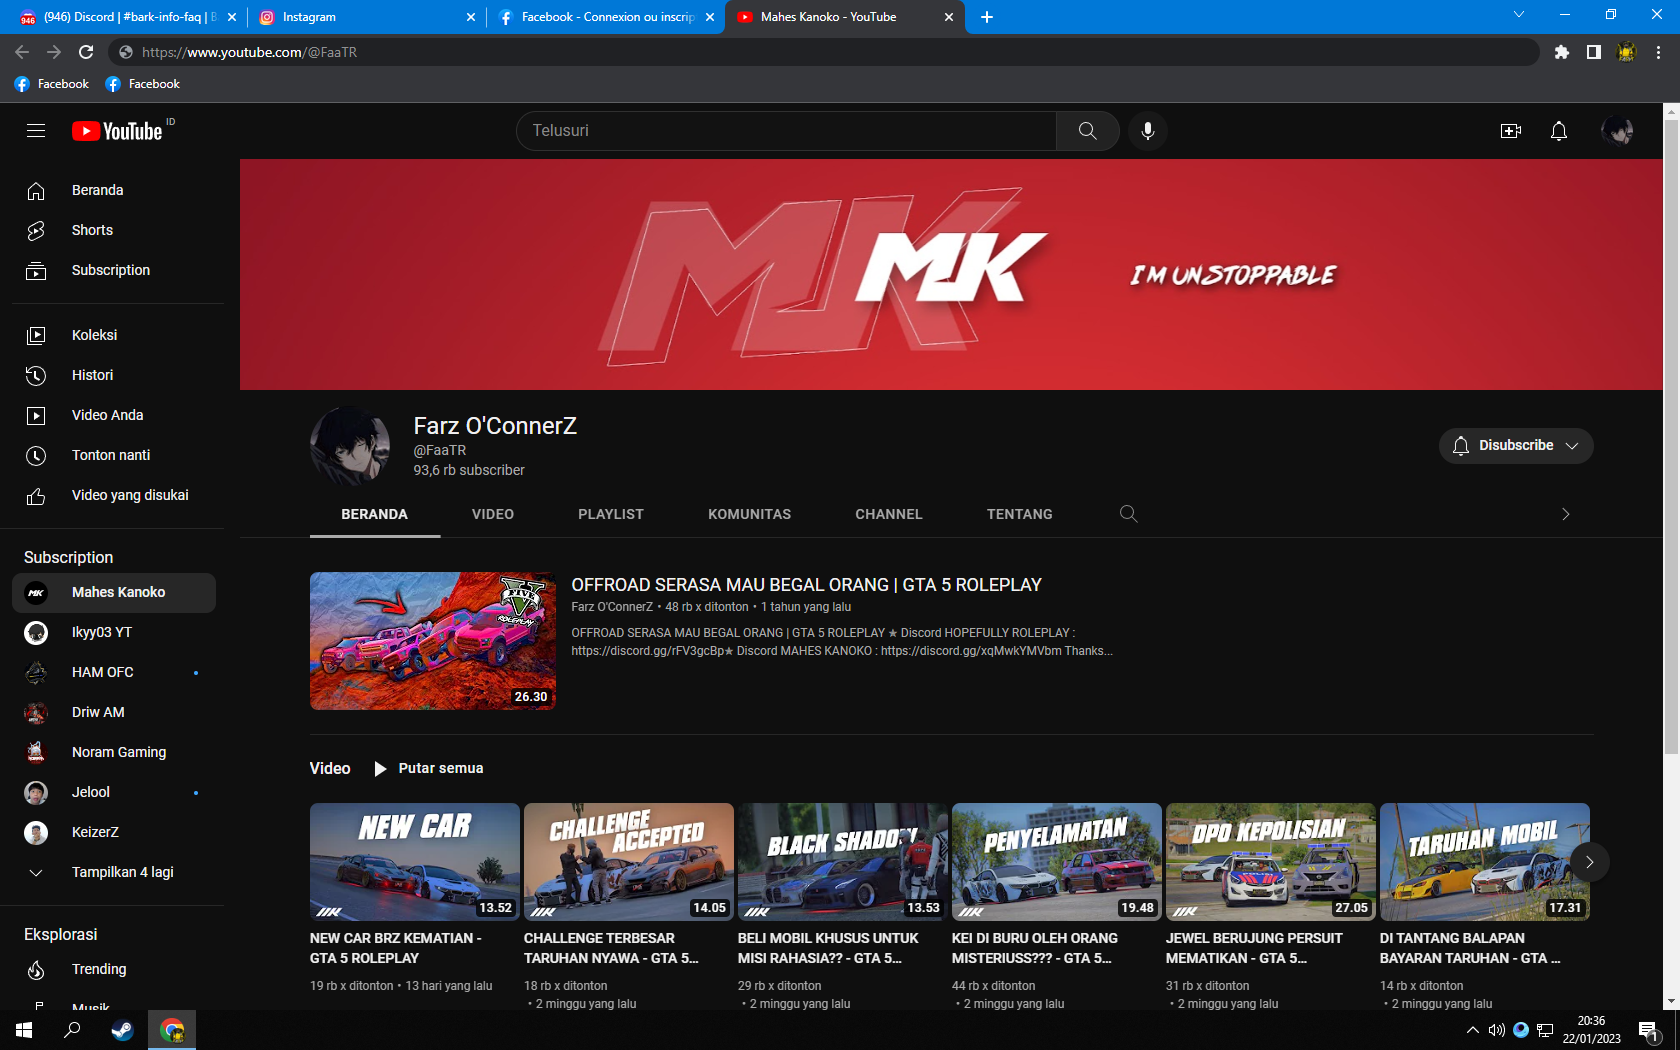 (946) Discord | #bark-info-faq | B
Instagram
Facebook - Connexion ou inscrip
Mahes Kanoko - YouTube
https://www.youtube.com/@FaaTR
Facebook
Facebook
YouTube
ID
Telusuri
Beranda
Shorts
Subscription
Koleksi
Histori
Video Anda
Tonton nanti
Video yang disukai
Subscription
Mahes Kanoko
Ikyy03 YT
HAM OFC
Driw AM
Noram Gaming
Jelool
KeizerZ
Tampilkan 4 lagi
Eksplorasi
Trending
Musik
MK
MK
I'M UNSTOPPABLE
Farz O'ConnerZ
@FaaTR
93,6 rb subscriber
Disubscribe
BERANDA
VIDEO
PLAYLIST
KOMUNITAS
CHANNEL
TENTANG
FIVE
ROLEPLAY
26.30
OFFROAD SERASA MAU BEGAL ORANG | GTA 5 ROLEPLAY
Farz O'ConnerZ • 48 rb x ditonton • 1 tahun yang lalu
OFFROAD SERASA MAU BEGAL ORANG | GTA 5 ROLEPLAY ★ Discord HOPEFULLY ROLEPLAY :
https://discord.gg/rFV3gcBp★ Discord MAHES KANOKO : https://discord.gg/xqMwkYMVbm Thanks...
Video
Putar semua
NEW CAR
13.52
NEW CAR BRZ KEMATIAN -
GTA 5 ROLEPLAY
19 rb x ditonton • 13 hari yang lalu
CHALLENGE
ACCEPTED
14.05
CHALLENGE TERBESAR
TARUHAN NYAWA - GTA 5...
18 rb x ditonton
• 2 minggu yang lalu
BLACK SHADOW
13.53
BELI MOBIL KHUSUS UNTUK
MISI RAHASIA?? - GTA 5...
29 rb x ditonton
• 2 minggu yang lalu
PENYELAMATAN
19.48
KEI DI BURU OLEH ORANG
MISTERIUSS??? - GTA 5...
44 rb x ditonton
• 2 minggu yang lalu
DPO KEPOLISIAN
27.05
JEWEL BERUJUNG PERSUIT
MEMATIKAN - GTA 5...
31 rb x ditonton
• 2 minggu yang lalu
TARUHAN MOBIL
17.31
DI TANTANG BALAPAN
BAYARAN TARUHAN - GTA ...
14 rb x ditonton
• 2 minggu yang lalu
20:36
22/01/2023
1